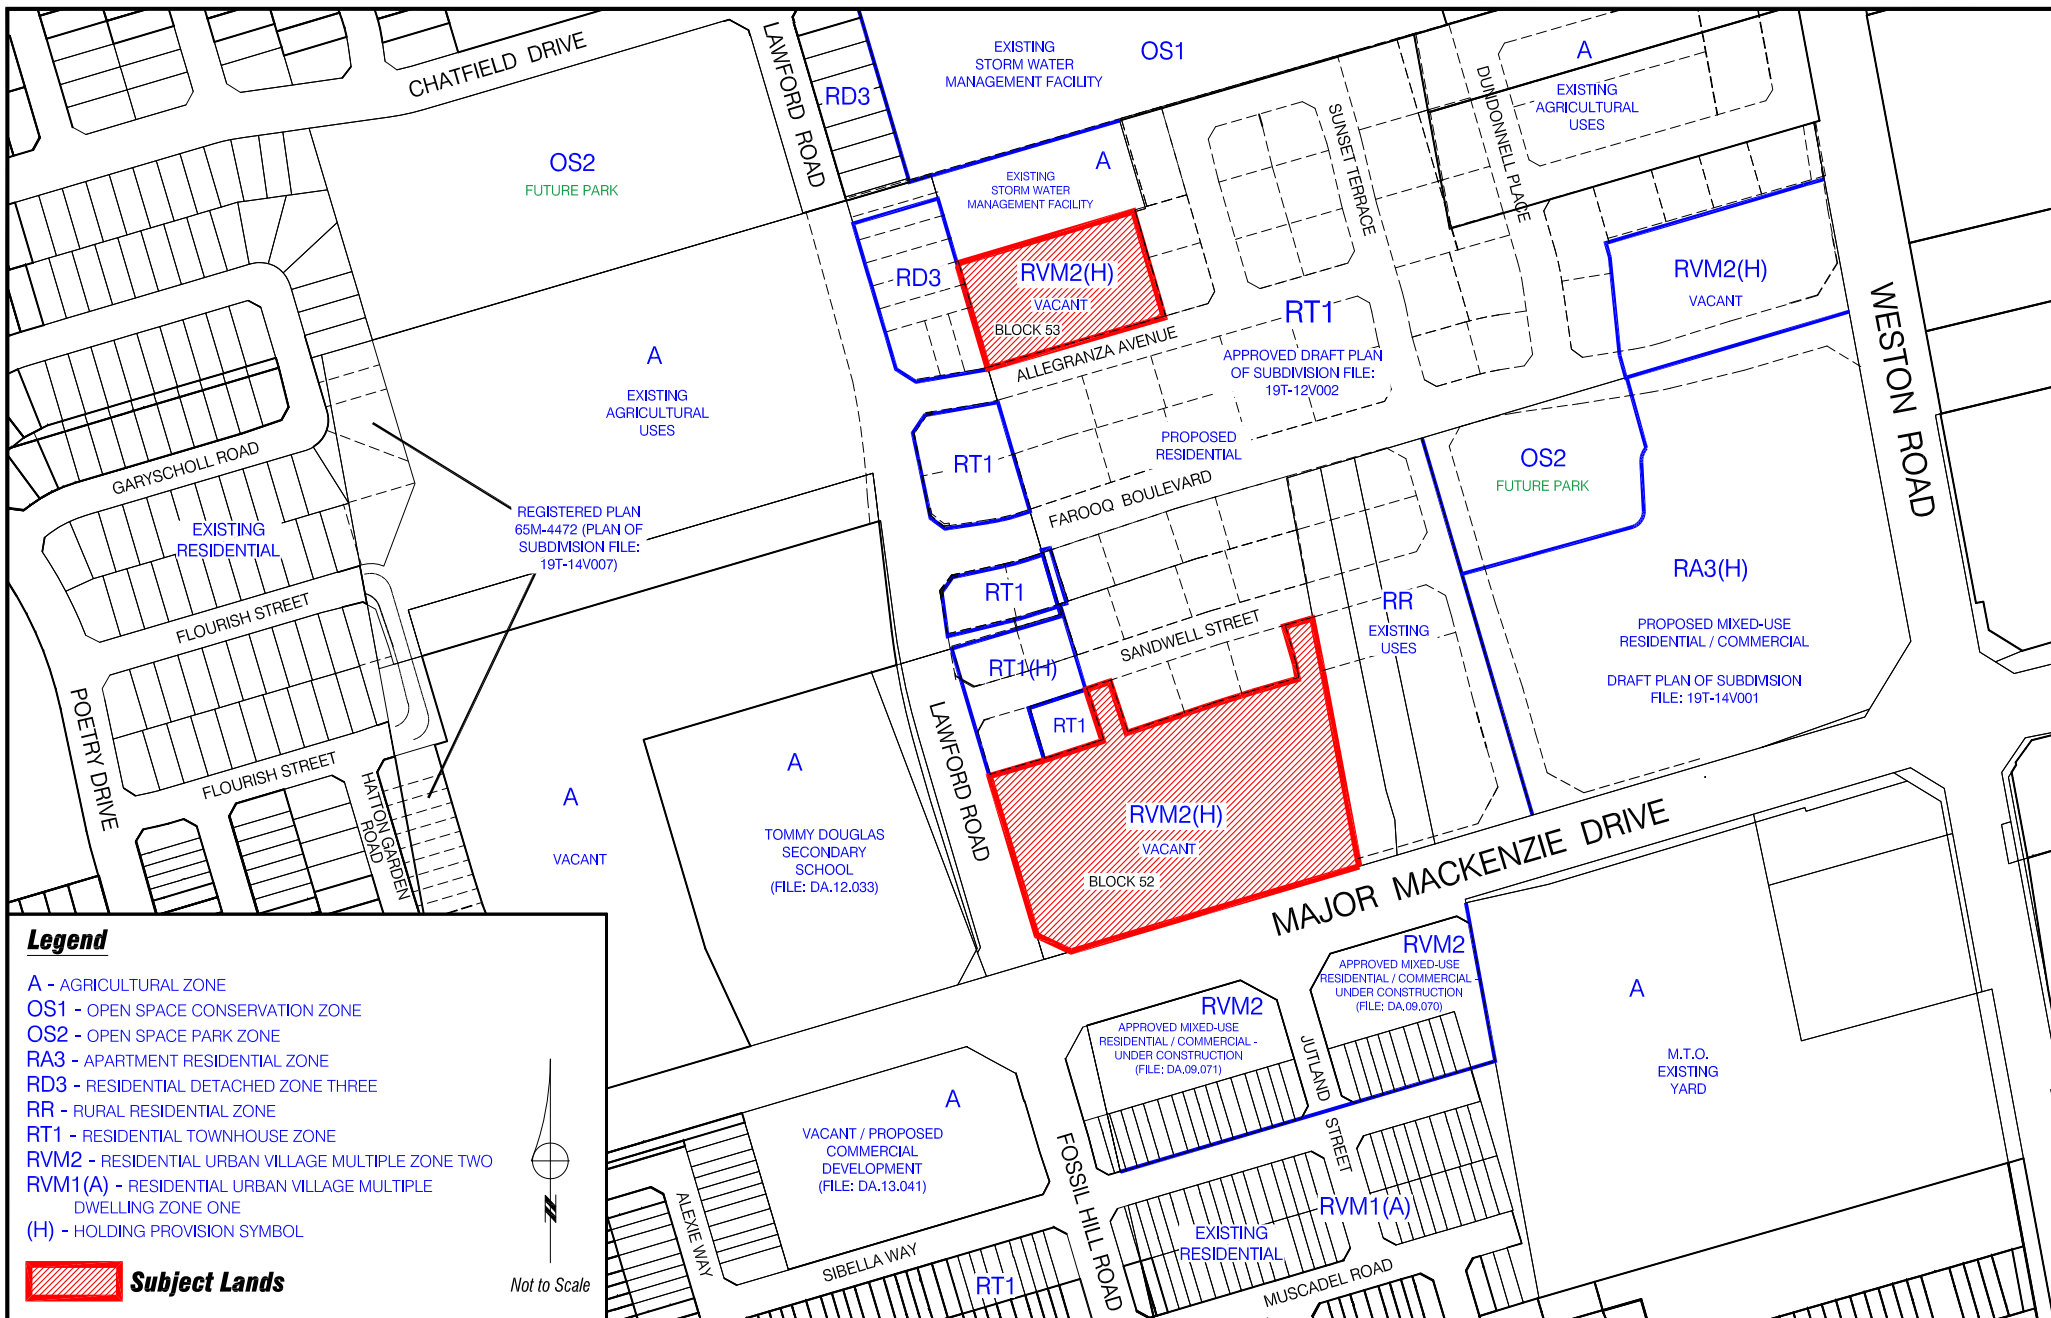 CHATFIELD DRIVE
LAWFORD ROAD
RD3
EXISTING
STORM WATER
MANAGEMENT FACILITY
OS1
A
EXISTING
AGRICULTURAL
USES
DUNDONNELL PLACE
SUNSET TERRACE
OS2
FUTURE PARK
A
EXISTING
STORM WATER
MANAGEMENT FACILITY
RD3
RVM2(H)
VACANT
BLOCK 53
ALLEGRANZA AVENUE
RT1
APPROVED DRAFT PLAN
OF SUBDIVISION FILE:
19T-12V002
RVM2(H)
VACANT
WESTON ROAD
A
EXISTING
AGRICULTURAL
USES
GARYSCHOLL ROAD
RT1
PROPOSED
RESIDENTIAL
FAROOQ BOULEVARD
OS2
FUTURE PARK
EXISTING
RESIDENTIAL
REGISTERED PLAN
65M-4472 (PLAN OF
SUBDIVISION FILE:
19T-14V007)
RA3(H)
PROPOSED MIXED-USE
RESIDENTIAL / COMMERCIAL
DRAFT PLAN OF SUBDIVISION
FILE: 19T-14V001
RT1
RR
EXISTING
USES
FLOURISH STREET
SANDWELL STREET
RT1(H)
RT1
POETRY DRIVE
FLOURISH STREET
HATTON GARDEN
ROAD
A
VACANT
A
TOMMY DOUGLAS
SECONDARY
SCHOOL
(FILE: DA.12.033)
LAWFORD ROAD
RVM2(H)
VACANT
BLOCK 52
MAJOR MACKENZIE DRIVE
RVM2
APPROVED MIXED-USE
RESIDENTIAL / COMMERCIAL -
UNDER CONSTRUCTION
(FILE: DA.09.070)
RVM2
APPROVED MIXED-USE
RESIDENTIAL / COMMERCIAL -
UNDER CONSTRUCTION
(FILE: DA.09.071)
JUTLAND STREET
A
M.T.O.
EXISTING
YARD
A
VACANT / PROPOSED
COMMERCIAL
DEVELOPMENT
(FILE: DA.13.041)
FOSSIL HILL ROAD
RVM1(A)
EXISTING
RESIDENTIAL
ALEXIE WAY
SIBELLA WAY
RT1
MUSCADEL ROAD
Legend
A - AGRICULTURAL ZONE
OS1 - OPEN SPACE CONSERVATION ZONE
OS2 - OPEN SPACE PARK ZONE
RA3 - APARTMENT RESIDENTIAL ZONE
RD3 - RESIDENTIAL DETACHED ZONE THREE
RR - RURAL RESIDENTIAL ZONE
RT1 - RESIDENTIAL TOWNHOUSE ZONE
RVM2 - RESIDENTIAL URBAN VILLAGE MULTIPLE ZONE TWO
RVM1(A) - RESIDENTIAL URBAN VILLAGE MULTIPLE
DWELLING ZONE ONE
(H) - HOLDING PROVISION SYMBOL
Subject Lands
N
Not to Scale